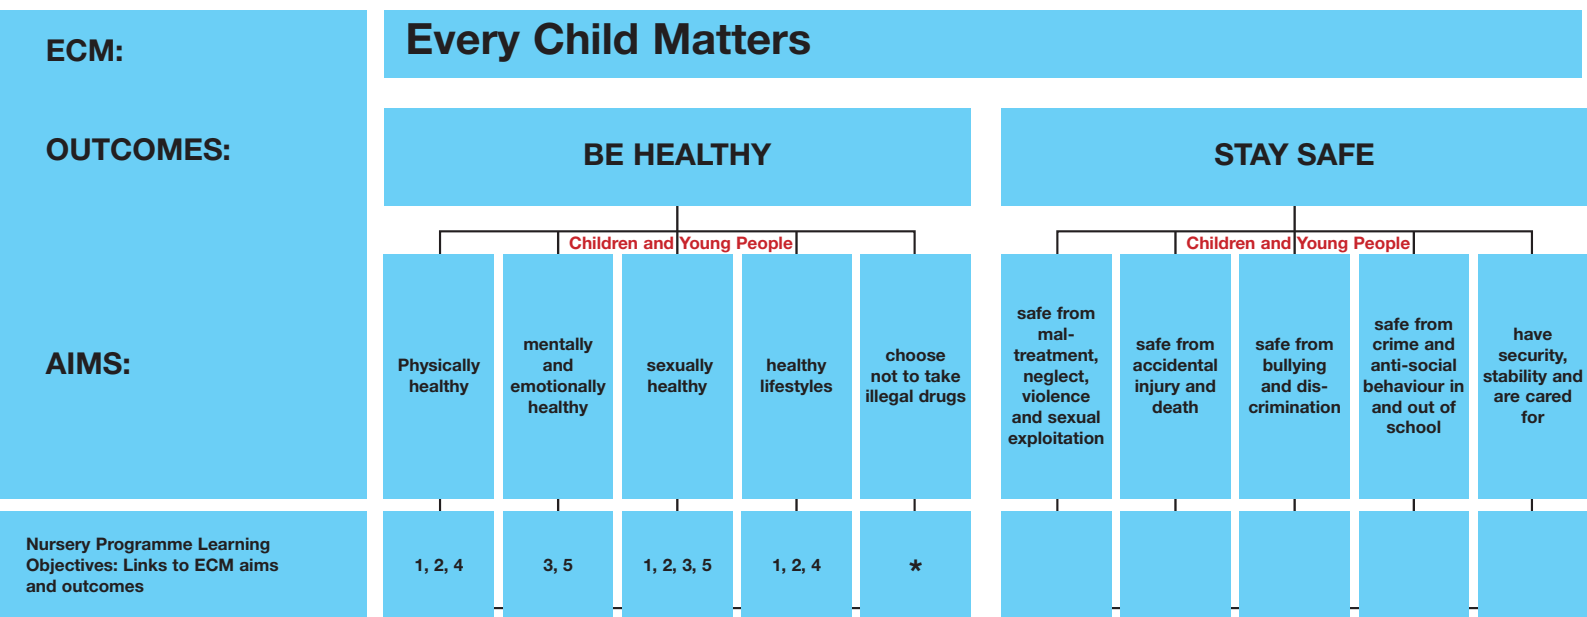 ECM:
Every Child Matters
OUTCOMES:
BE HEALTHY
STAY SAFE
Children and Young People
Children and Young People
AIMS:
Physically
healthy
mentally
and
emotionally
healthy
sexually
healthy
healthy
lifestyles
choose
not to take
illegal drugs
safe from
mal-
treatment,
neglect,
violence
and sexual
exploitation
safe from
accidental
injury and
death
safe from
bullying
and dis-
crimination
safe from
crime and
anti-social
behaviour in
and out of
school
have
security,
stability and
are cared
for
Nursery Programme Learning
Objectives: Links to ECM aims
and outcomes
1, 2, 4
3, 5
1, 2, 3, 5
1, 2, 4
*